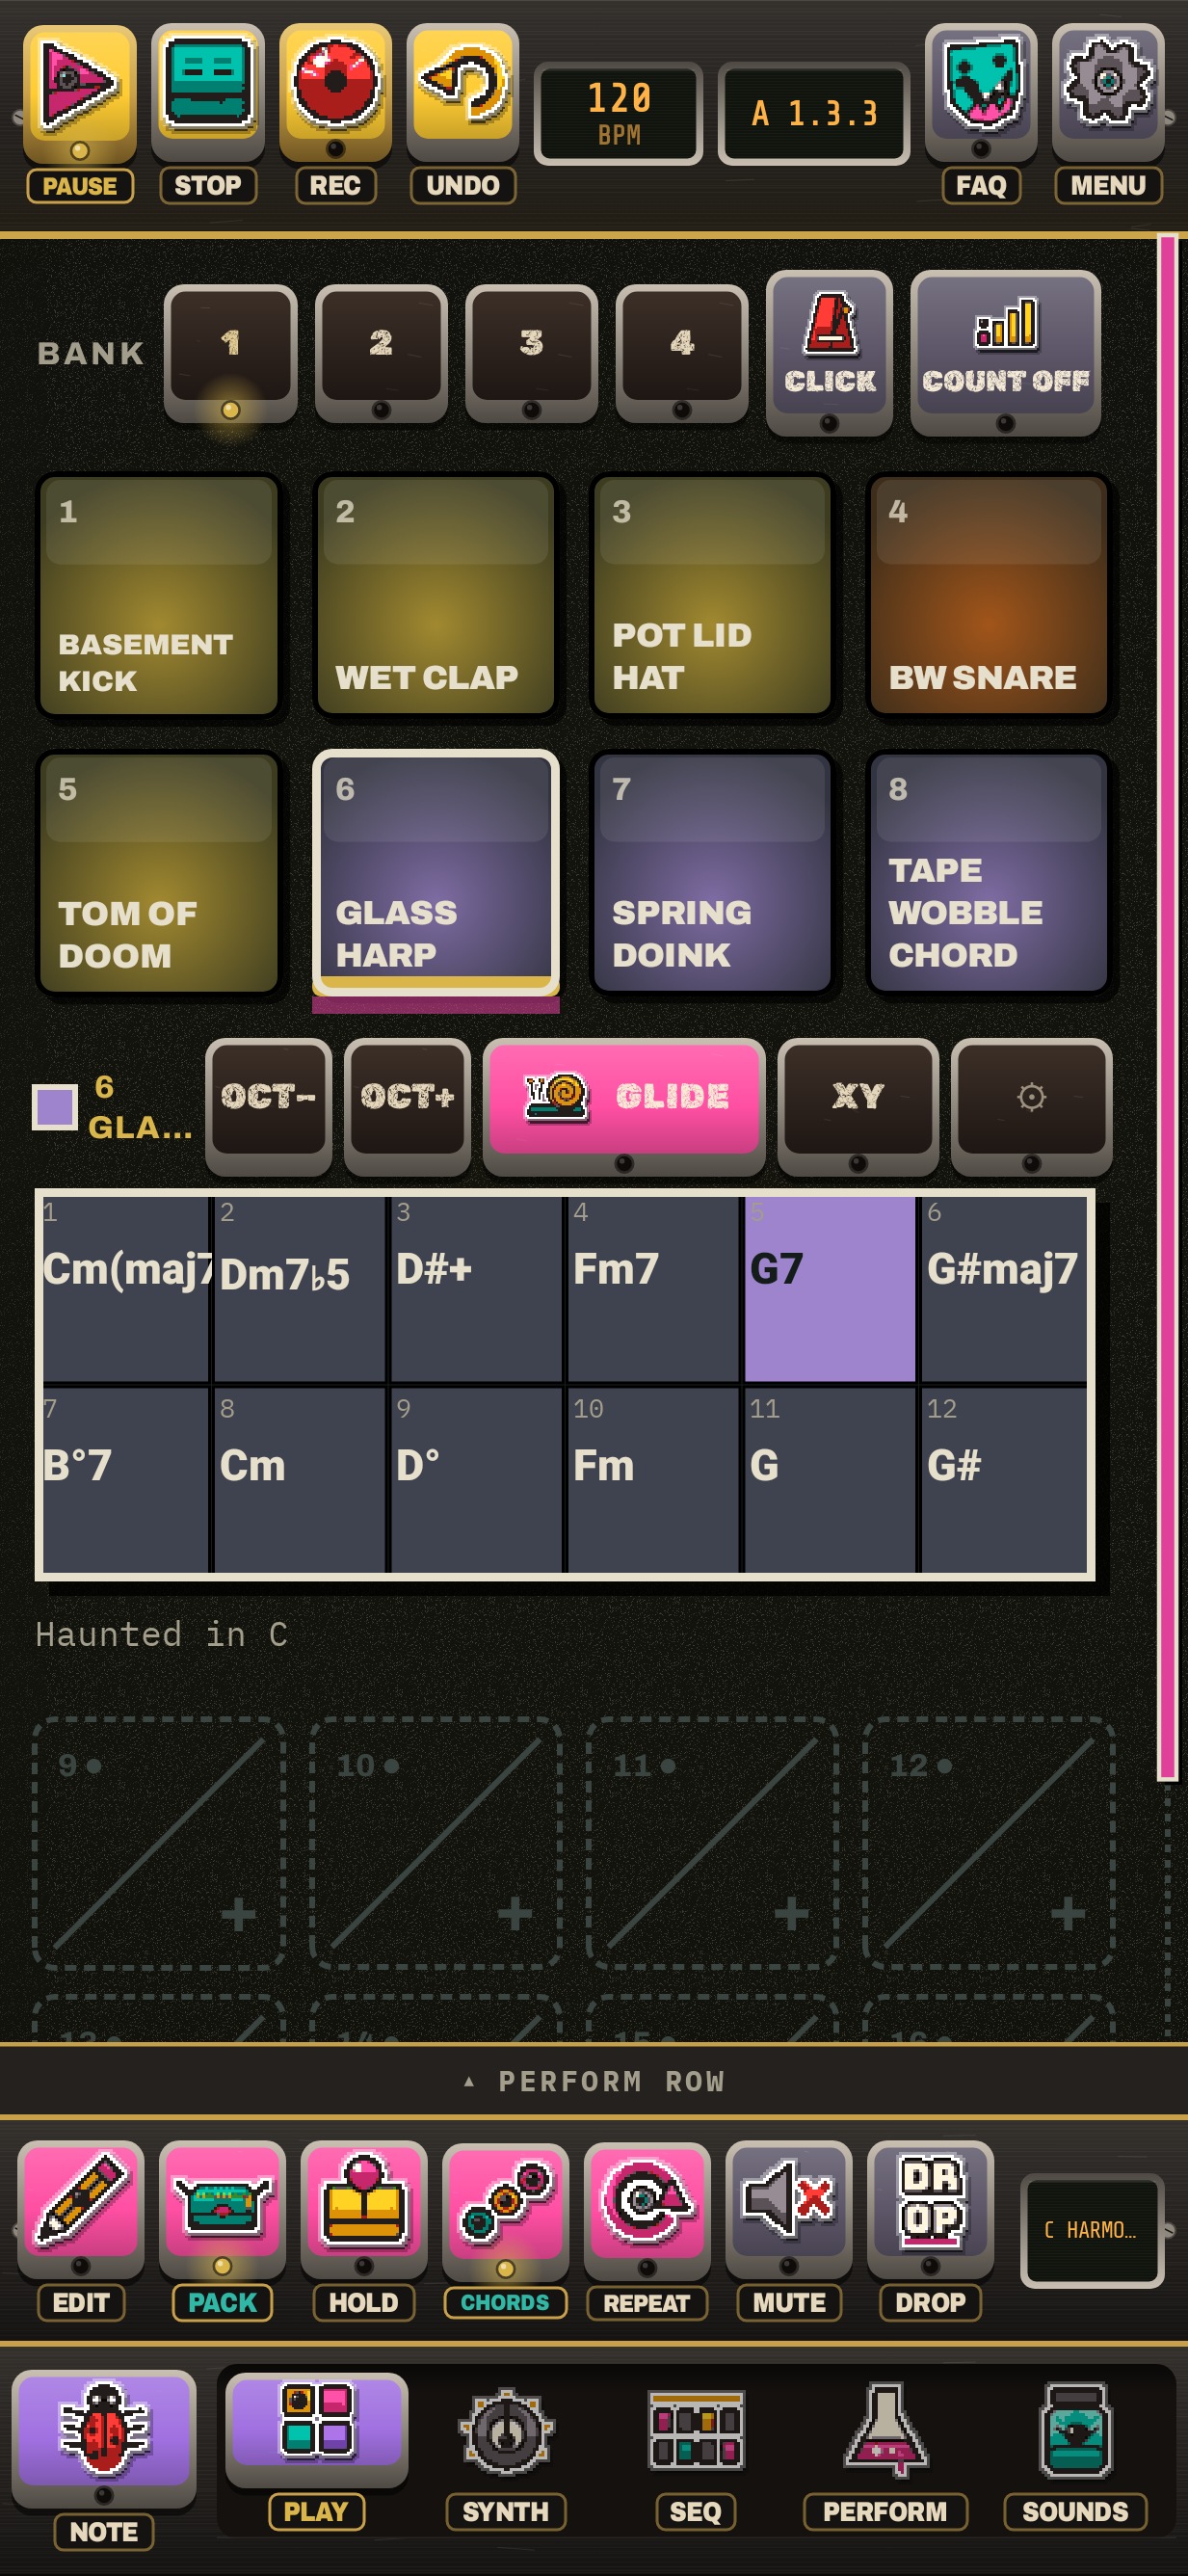 120
BPM
A 1.3.3
PAUSE
STOP
REC
UNDO
FAQ
MENU
BANK
1
2
3
4
CLICK
COUNT OFF
1
BASEMENT
KICK
2
WET CLAP
3
POT LID
HAT
4
BW SNARE
5
TOM OF
DOOM
6
GLASS
HARP
7
SPRING
DOINK
8
TAPE
WOBBLE
CHORD
6
GLA...
OCT-
OCT+
GLIDE
XY
1
Cm(maj7
2
Dm7♭5
3
D#+
4
Fm7
5
G7
6
G#maj7
7
B°7
8
Cm
9
D°
10
Fm
11
G
12
G#
Haunted in C
9
10
11
12
13
14
15
16
▲ PERFORM ROW
DROP
C HARMO...
EDIT
PACK
HOLD
CHORDS
REPEAT
MUTE
DROP
NOTE
PLAY
SYNTH
SEQ
PERFORM
SOUNDS